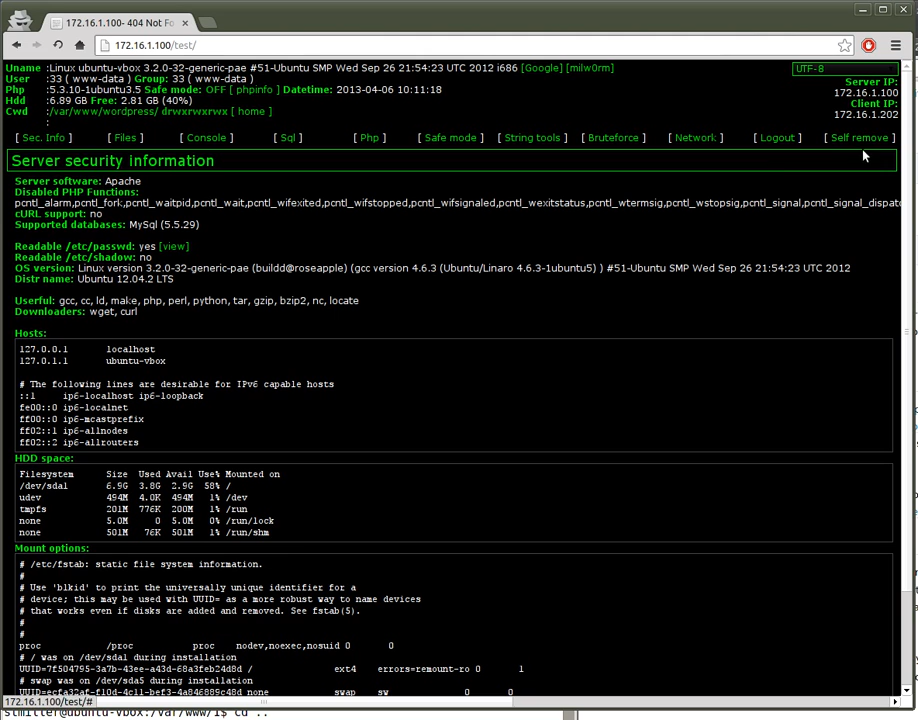 172.16.1.100- 404 Not Fo
172.16.1.100/test/
Uname :Linux ubuntu-vbox 3.2.0-32-generic-pae #51-Ubuntu SMP Wed Sep 26 21:54:23 UTC 2012 i686 [Google] [milw0rm]
UTF-8
User :33 ( www-data ) Group: 33 ( www-data )
Server IP:
Php :5.3.10-1ubuntu3.5 Safe mode: OFF [ phpinfo ] Datetime: 2013-04-06 10:11:18
172.16.1.100
Hdd :6.89 GB Free: 2.81 GB (40%)
Client IP:
Cwd :/var/www/wordpress/ drwxrwxrwx [ home ]
172.16.1.202
:
[ Sec. Info ] [ Files ] [ Console ] [ Sql ] [ Php ] [ Safe mode ] [ String tools ] [ Bruteforce ] [ Network ] [ Logout ] [ Self remove ]
Server security information
Server software: Apache
Disabled PHP Functions:
pcntl_alarm,pcntl_fork,pcntl_waitpid,pcntl_wait,pcntl_wifexited,pcntl_wifstopped,pcntl_wifsignaled,pcntl_wexitstatus,pcntl_wtermsig,pcntl_wstopsig,pcntl_signal,pcntl_signal_dispatc
cURL support: no
Supported databases: MySql (5.5.29)
Readable /etc/passwd: yes [view]
Readable /etc/shadow: no
OS version: Linux version 3.2.0-32-generic-pae (buildd@roseapple) (gcc version 4.6.3 (Ubuntu/Linaro 4.6.3-1ubuntu5) ) #51-Ubuntu SMP Wed Sep 26 21:54:23 UTC 2012
Distr name: Ubuntu 12.04.2 LTS
Userful: gcc, cc, ld, make, php, perl, python, tar, gzip, bzip2, nc, locate
Downloaders: wget, curl
Hosts:
127.0.0.1 localhost
127.0.1.1 ubuntu-vbox
# The following lines are desirable for IPv6 capable hosts
::1 ip6-localhost ip6-loopback
fe00::0 ip6-localnet
ff00::0 ip6-mcastprefix
ff02::1 ip6-allnodes
ff02::2 ip6-allrouters
HDD space:
Filesystem Size Used Avail Use% Mounted on
/dev/sda1 6.9G 3.8G 2.9G 58% /
udev 494M 4.0K 494M 1% /dev
tmpfs 201M 776K 200M 1% /run
none 5.0M 0 5.0M 0% /run/lock
none 501M 76K 501M 1% /run/shm
Mount options:
# /etc/fstab: static file system information.
#
# Use 'blkid' to print the universally unique identifier for a
# device; this may be used with UUID= as a more robust way to name devices
# that works even if disks are added and removed. See fstab(5).
#
#
proc /proc proc nodev,noexec,nosuid 0 0
# / was on /dev/sda1 during installation
UUID=7f504795-3a7b-43ee-a43d-68a3feb24d8d / ext4 errors=remount-ro 0 1
# swap was on /dev/sda5 during installation
UUID=ecfa32af-f10d-4c11-bef3-4a846889c48d none swap sw 0 0
172.16.1.100/test/#
stmiller@ubuntu-vbox:/var/www/1$ cd ..